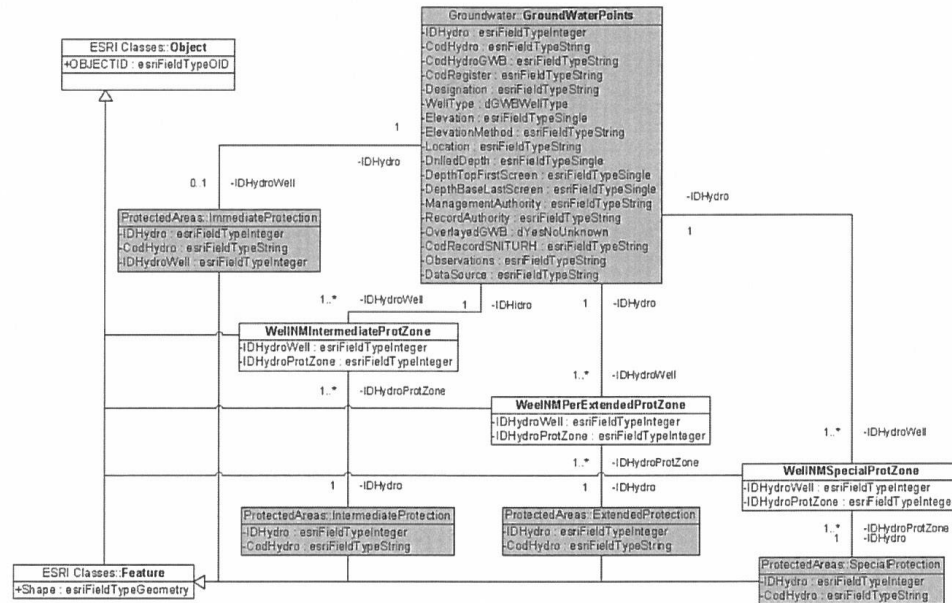 Groundwater::GroundWaterPoints
-IDHydro : esriFieldTypeInteger
-CodHydro : esriFieldTypeString
-CodHydroGWB : esriFieldTypeString
-CodRegister : esriFieldTypeString
-Designation : esriFieldTypeString
-WellType : dGWBWellType
-Elevation : esriFieldTypeSingle
-ElevationMethod : esriFieldTypeString
-Location : esriFieldTypeString
-DrilledDepth : esriFieldTypeSingle
-DepthTopFirstScreen : esriFieldTypeSingle
-DepthBaseLastScreen : esriFieldTypeSingle
-ManagementAuthority : esriFieldTypeString
-RecordAuthority : esriFieldTypeString
-OverlayedGWB : dYesNoUnknown
-CodRecordSNITURH : esriFieldTypeString
-Observations : esriFieldTypeString
-DataSource : esriFieldTypeString
ESRI Classes::Object
+OBJECTID : esriFieldTypeOID
1
-IDHydro
0..1 -IDHydroWell
ProtectedAreas::ImmediateProtection
-IDHydro : esriFieldTypeInteger
-CodHydro : esriFieldTypeString
-IDHydroWell : esriFieldTypeInteger
-IDHydro
1
1..* -IDHydroWell
1 -IDHidro
1 -IDHydro
WellNMIntermediateProtZone
-IDHydroWell : esriFieldTypeInteger
-IDHydroProtZone : esriFieldTypeInteger
1..* -IDHydroProtZone
1..* -IDHydroWell
WeelNMPerExtendedProtZone
-IDHydroWell : esriFieldTypeInteger
-IDHydroProtZone : esriFieldTypeInteger
1..* -IDHydroWell
1..* -IDHydroProtZone
WellNMSpecialProtZone
-IDHydroWell : esriFieldTypeInteger
-IDHydroProtZone : esriFieldTypeInte
1 -IDHydro
1 -IDHydro
ProtectedAreas::IntermediateProtection
-IDHydro : esriFieldTypeInteger
-CodHydro : esriFieldTypeString
ProtectedAreas::ExtendedProtection
-IDHydro : esriFieldTypeInteger
-CodHydro : esriFieldTypeString
1..* -IDHydroProtZone
1 -IDHydro
ProtectedAreas::SpecialProtection
-IDHydro : esriFieldTypeInteger
-CodHydro : esriFieldTypeString
ESRI Classes::Feature
+Shape : esriFieldTypeGeometry